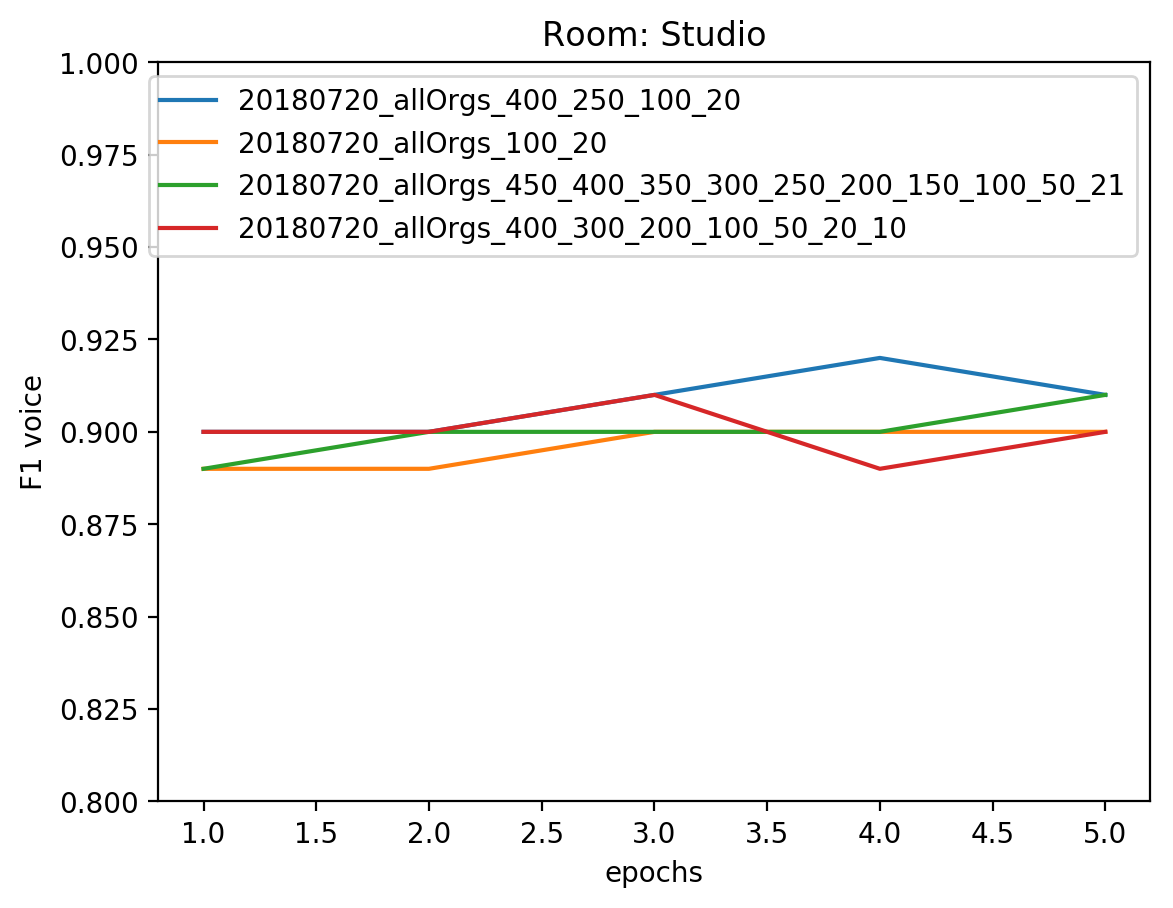 Room: Studio
1.000
0.975
0.950
0.925
0.900
0.875
0.850
0.825
0.800
F1 voice
20180720_allOrgs_400_250_100_20
20180720_allOrgs_100_20
20180720_allOrgs_450_400_350_300_250_200_150_100_50_21
20180720_allOrgs_400_300_200_100_50_20_10
1.0 1.5 2.0 2.5 3.0 3.5 4.0 4.5 5.0
epochs